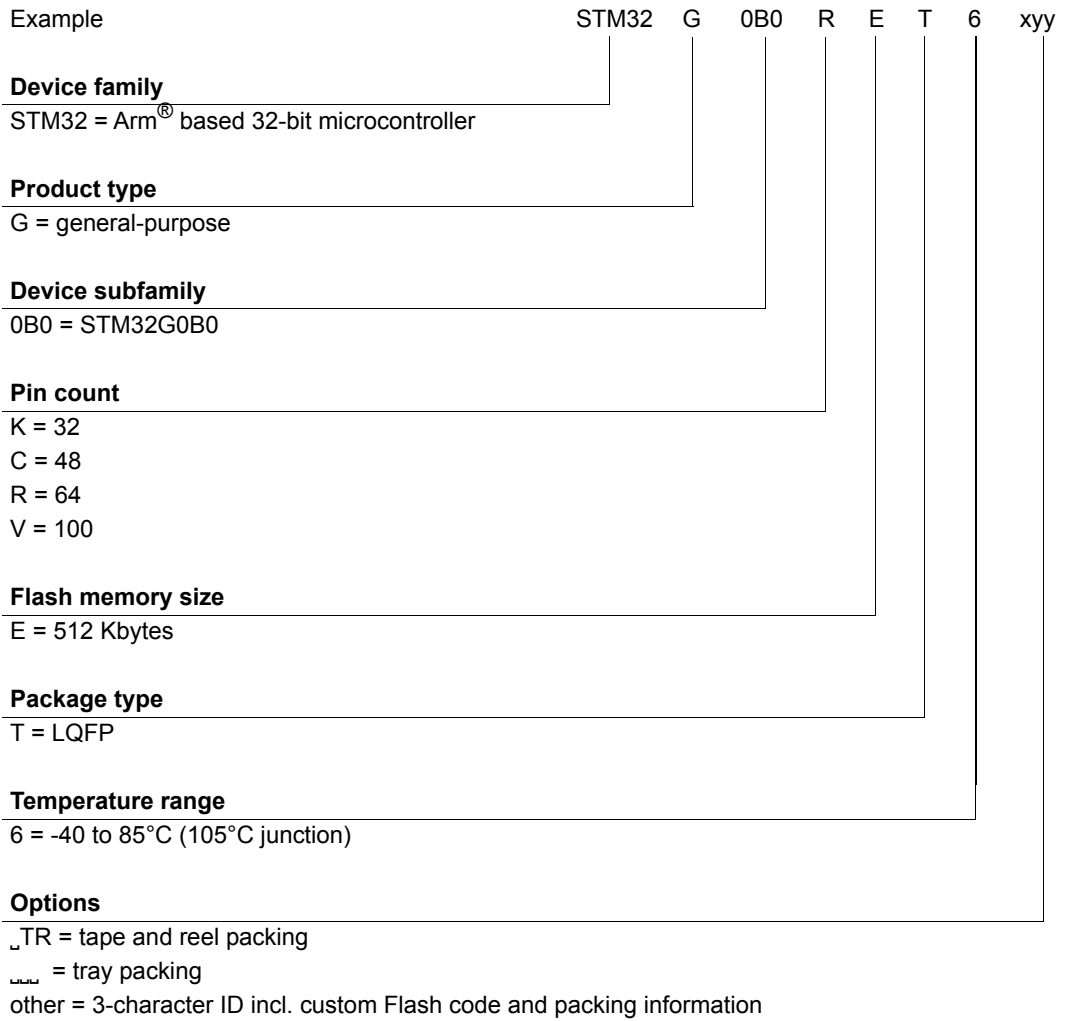 Example STM32 G 0B0 R E T 6 xyy
Device family
STM32 = Arm® based 32-bit microcontroller
Product type
G = general-purpose
Device subfamily
0B0 = STM32G0B0
Pin count
K = 32
C = 48
R = 64
V = 100
Flash memory size
E = 512 Kbytes
Package type
T = LQFP
Temperature range
6 = -40 to 85°C (105°C junction)
Options
␣TR = tape and reel packing
␣␣␣ = tray packing
other = 3-character ID incl. custom Flash code and packing information